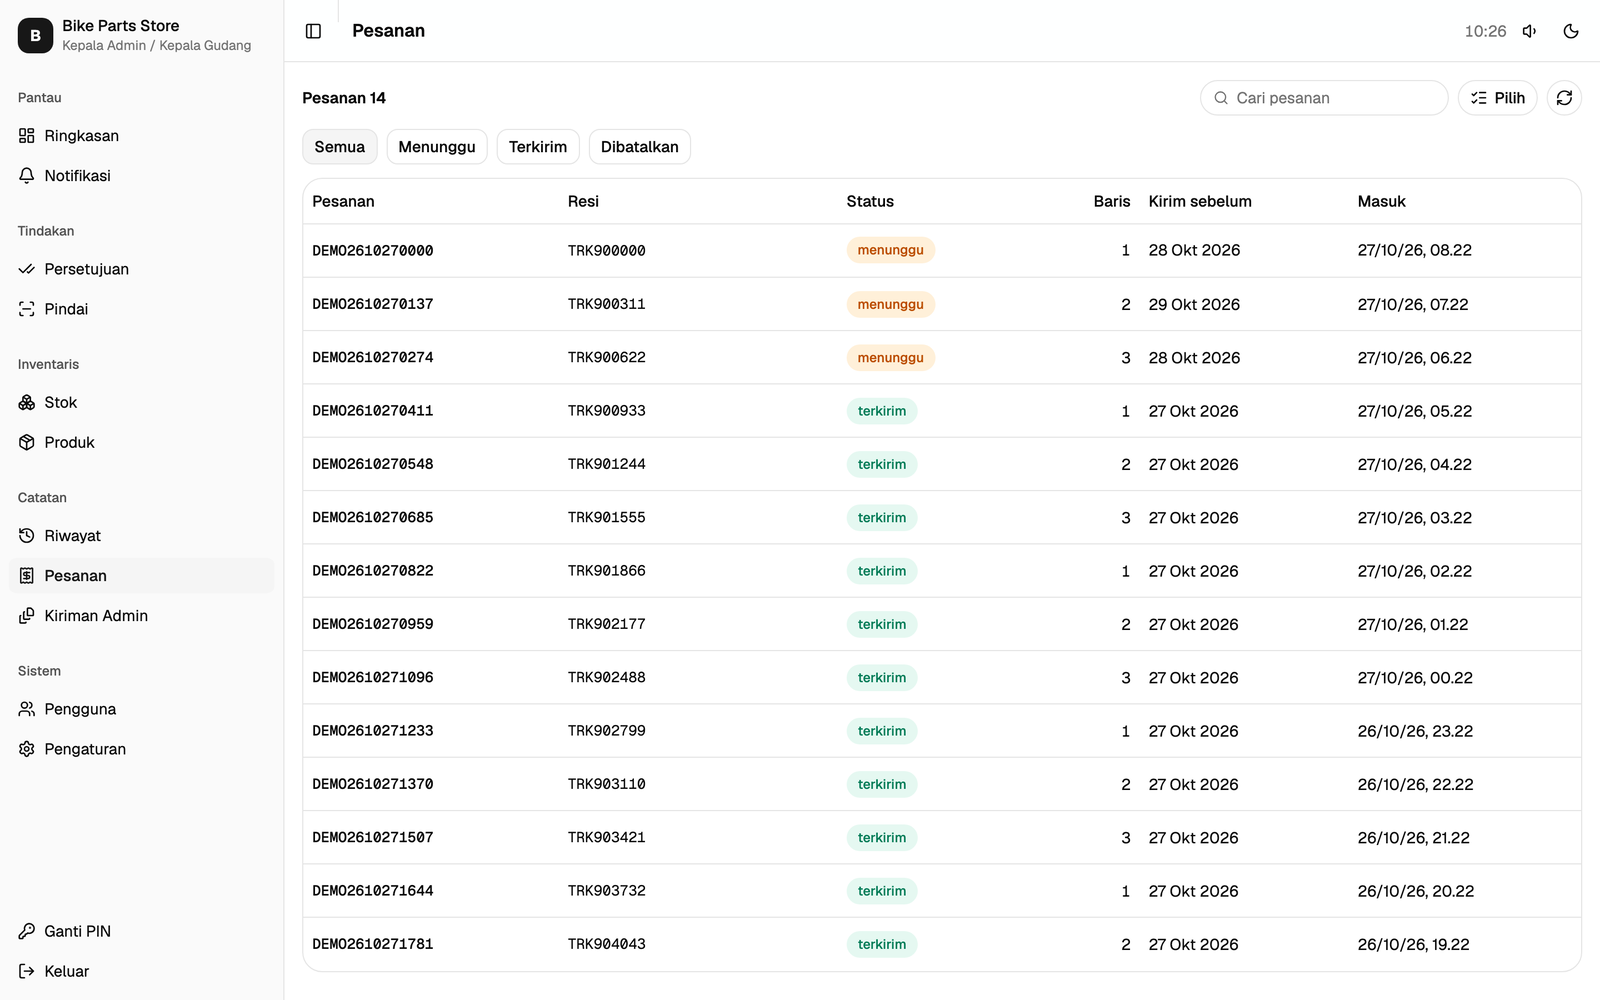 B
Bike Parts Store
Kepala Admin / Kepala Gudang
Pantau
Ringkasan
Notifikasi
Tindakan
Persetujuan
Pindai
Inventaris
Stok
Produk
Catatan
Riwayat
Pesanan
Kiriman Admin
Sistem
Pengguna
Pengaturan
Ganti PIN
Keluar
Pesanan
10:26
Pesanan 14
Cari pesanan
Pilih
Semua Menunggu Terkirim Dibatalkan
Pesanan Resi Status Baris Kirim sebelum Masuk
DEMO2610270000 TRK900000 menunggu 1 28 Okt 2026 27/10/26, 08.22
DEMO2610270137 TRK900311 menunggu 2 29 Okt 2026 27/10/26, 07.22
DEMO2610270274 TRK900622 menunggu 3 28 Okt 2026 27/10/26, 06.22
DEMO2610270411 TRK900933 terkirim 1 27 Okt 2026 27/10/26, 05.22
DEMO2610270548 TRK901244 terkirim 2 27 Okt 2026 27/10/26, 04.22
DEMO2610270685 TRK901555 terkirim 3 27 Okt 2026 27/10/26, 03.22
DEMO2610270822 TRK901866 terkirim 1 27 Okt 2026 27/10/26, 02.22
DEMO2610270959 TRK902177 terkirim 2 27 Okt 2026 27/10/26, 01.22
DEMO2610271096 TRK902488 terkirim 3 27 Okt 2026 27/10/26, 00.22
DEMO2610271233 TRK902799 terkirim 1 27 Okt 2026 26/10/26, 23.22
DEMO2610271370 TRK903110 terkirim 2 27 Okt 2026 26/10/26, 22.22
DEMO2610271507 TRK903421 terkirim 3 27 Okt 2026 26/10/26, 21.22
DEMO2610271644 TRK903732 terkirim 1 27 Okt 2026 26/10/26, 20.22
DEMO2610271781 TRK904043 terkirim 2 27 Okt 2026 26/10/26, 19.22